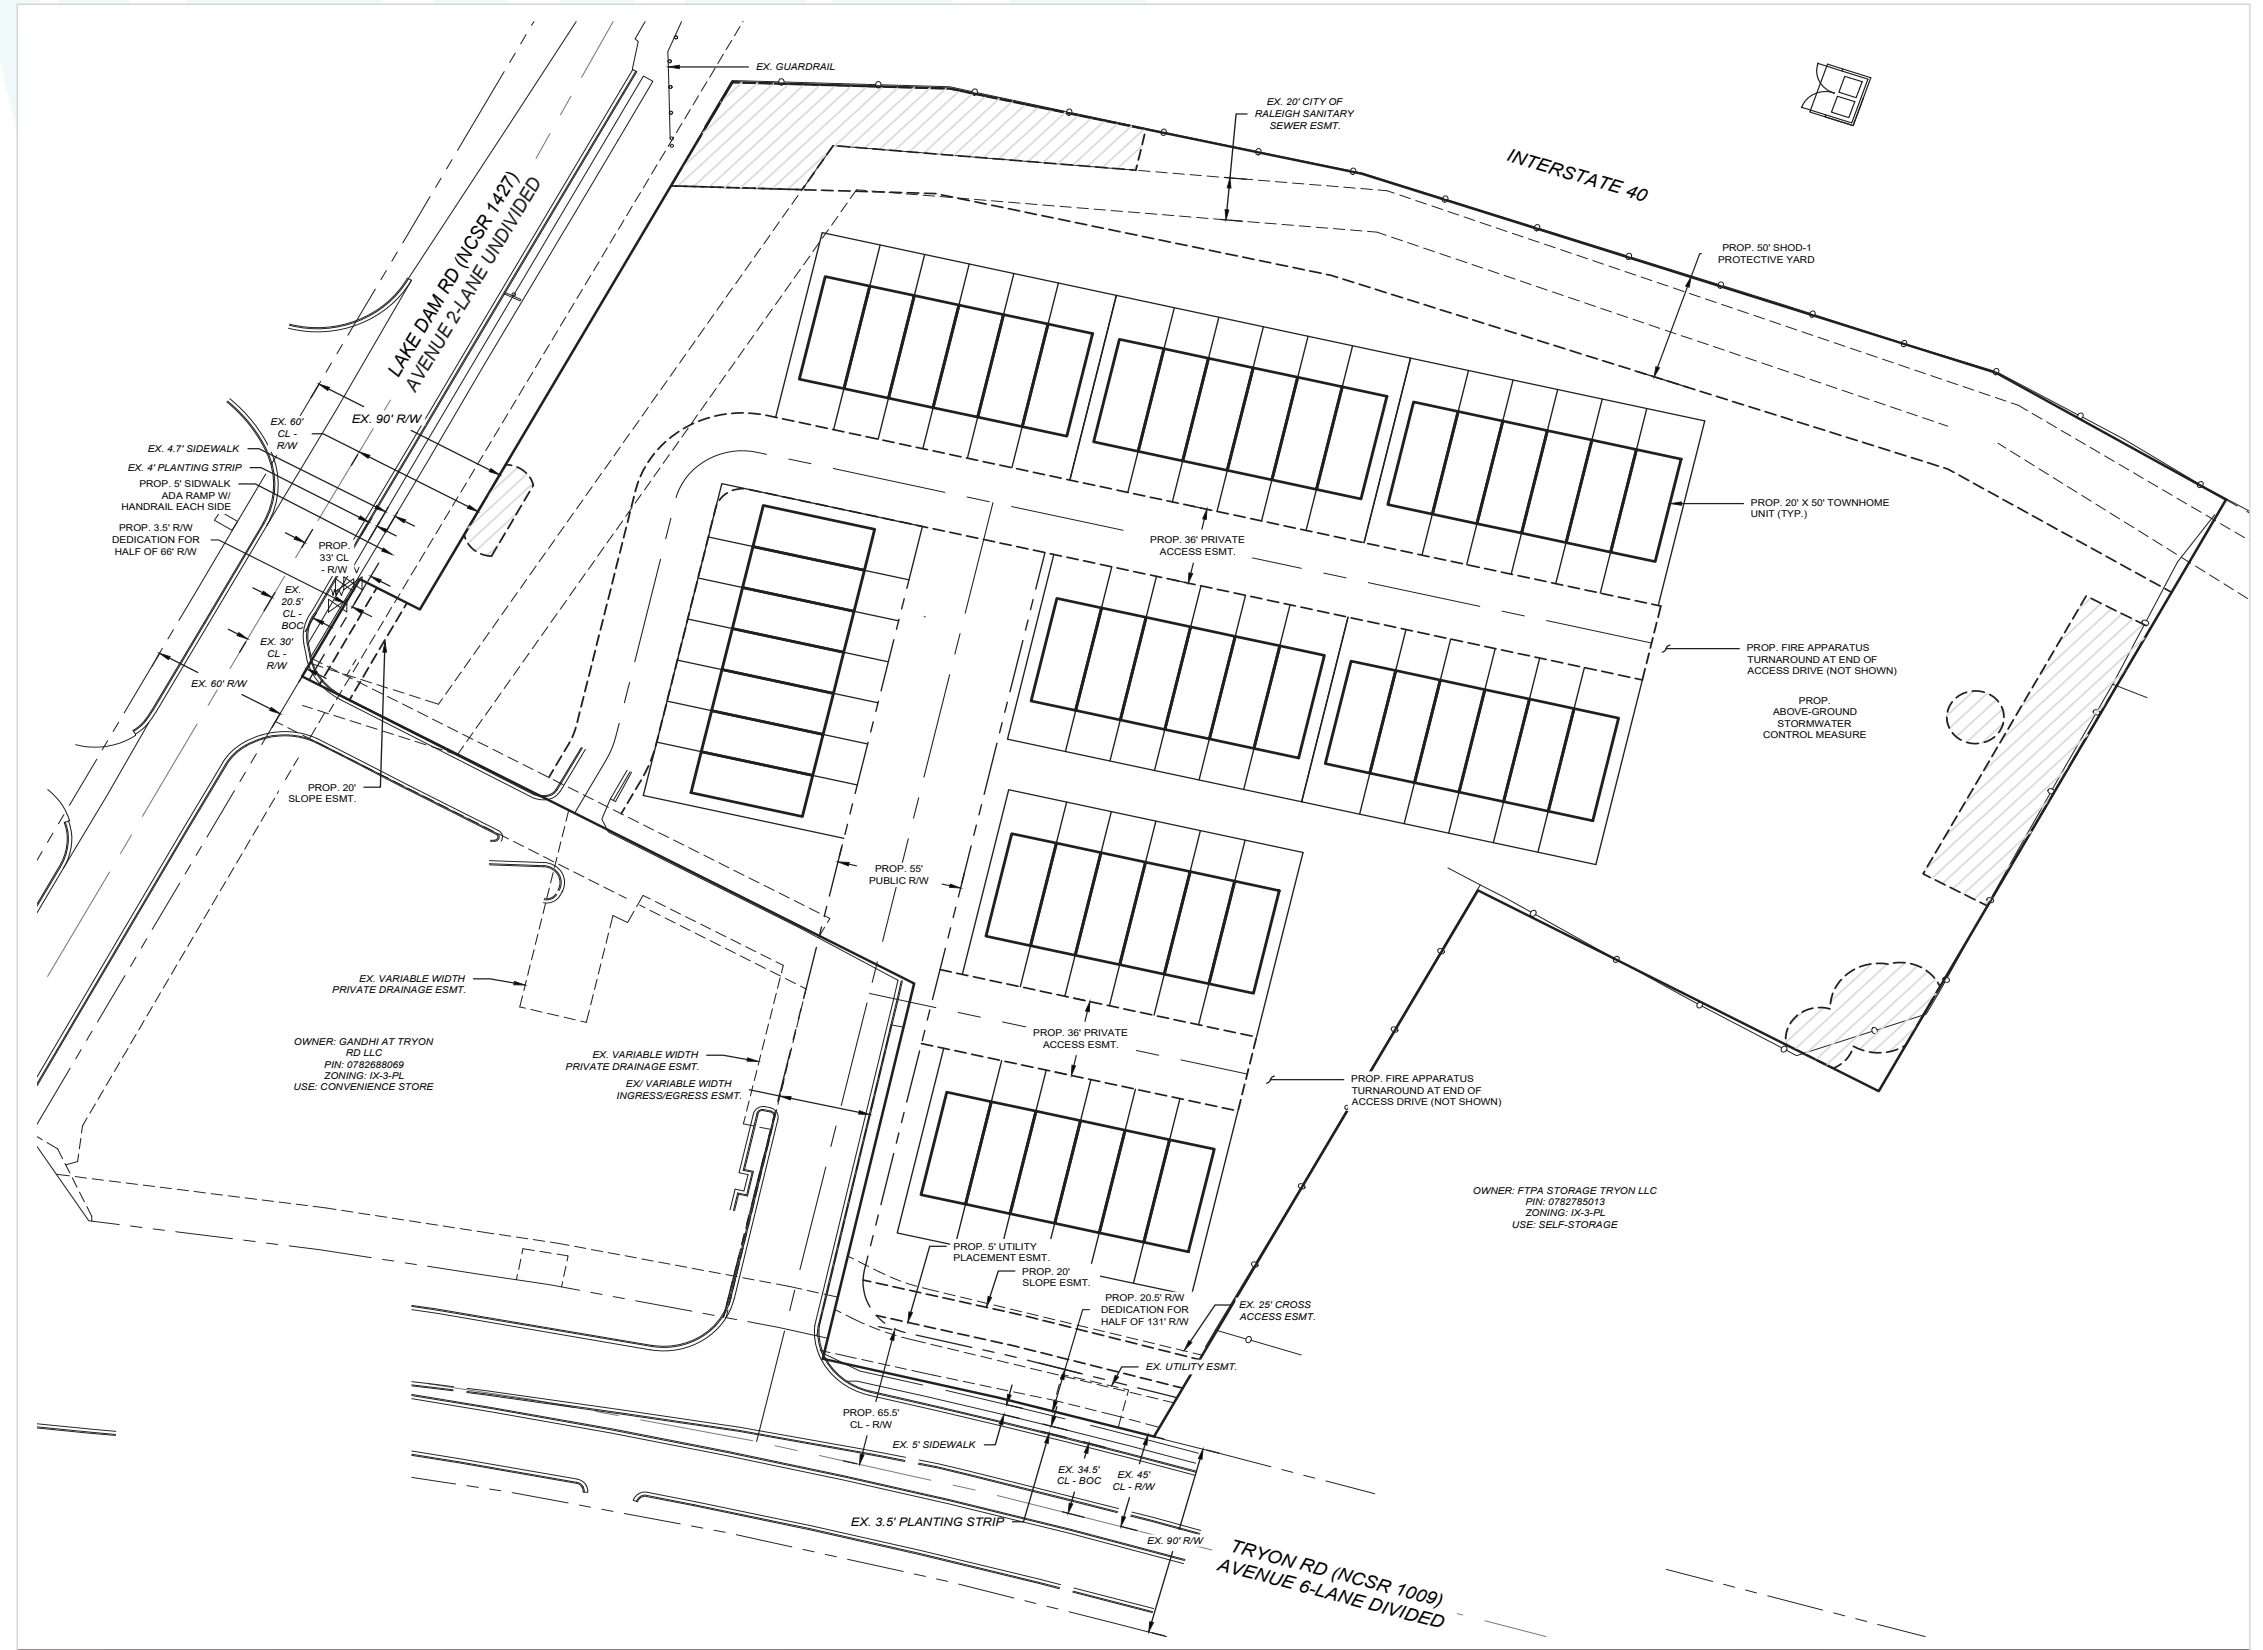 EX. GUARDRAIL
EX. 20' CITY OF
RALEIGH SANITARY
SEWER ESMT.
INTERSTATE 40
LAKE DAM RD (NCSR 1427)
AVENUE 2-LANE UNDIVIDED
PROP. 50' SHOD-1
PROTECTIVE YARD
EX. 90' R/W
EX. 60'
CL -
R/W
EX. 4.7' SIDEWALK
EX. 4' PLANTING STRIP
PROP. 5' SIDWALK
ADA RAMP W/
HANDRAIL EACH SIDE
PROP. 3.5' R/W
DEDICATION FOR
HALF OF 66' R/W
PROP.
33' CL
- R/W
EX.
20.5'
CL -
BOC
EX. 30'
CL -
R/W
EX. 60' R/W
PROP. 20'
SLOPE ESMT.
PROP. 20' X 50' TOWNHOME
UNIT (TYP.)
PROP. 36' PRIVATE
ACCESS ESMT.
PROP. FIRE APPARATUS
TURNAROUND AT END OF
ACCESS DRIVE (NOT SHOWN)
PROP.
ABOVE-GROUND
STORMWATER
CONTROL MEASURE
PROP. 55'
PUBLIC R/W
EX. VARIABLE WIDTH
PRIVATE DRAINAGE ESMT.
OWNER: GANDHI AT TRYON
RD LLC
PIN: 0782688069
ZONING: IX-3-PL
USE: CONVENIENCE STORE
EX. VARIABLE WIDTH
PRIVATE DRAINAGE ESMT.
EX/ VARIABLE WIDTH
INGRESS/EGRESS ESMT.
PROP. 36' PRIVATE
ACCESS ESMT.
PROP. FIRE APPARATUS
TURNAROUND AT END OF
ACCESS DRIVE (NOT SHOWN)
OWNER: FTPA STORAGE TRYON LLC
PIN: 0782785013
ZONING: IX-3-PL
USE: SELF-STORAGE
PROP. 5' UTILITY
PLACEMENT ESMT.
PROP. 20'
SLOPE ESMT.
PROP. 20.5' R/W
DEDICATION FOR
HALF OF 131' R/W
EX. 25' CROSS
ACCESS ESMT.
EX. UTILITY ESMT.
PROP. 65.5'
CL - R/W
EX. 5' SIDEWALK
EX. 34.5'
CL - BOC
EX. 45'
CL - R/W
EX. 3.5' PLANTING STRIP
EX. 90' R/W
TRYON RD (NCSR 1009)
AVENUE 6-LANE DIVIDED